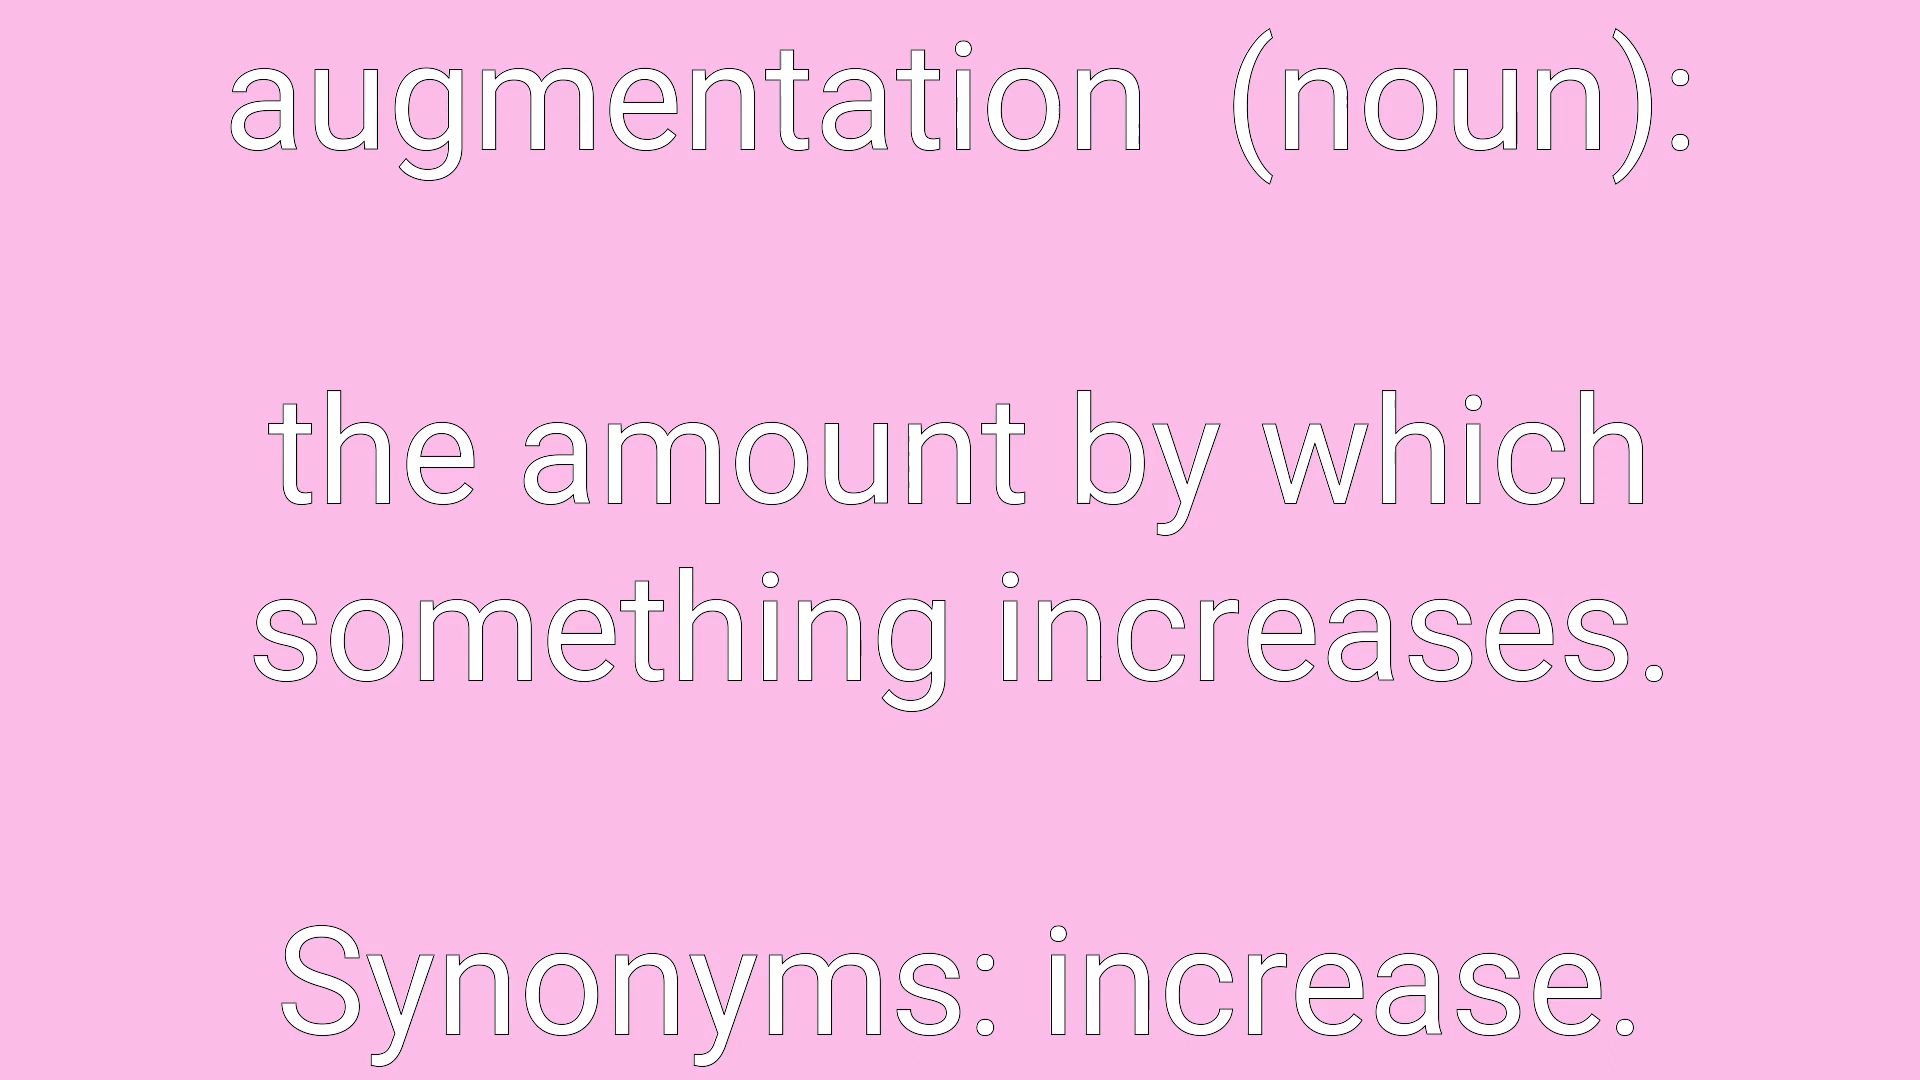 augmentation  (noun):
the amount by which
something increases.
Synonyms: increase.